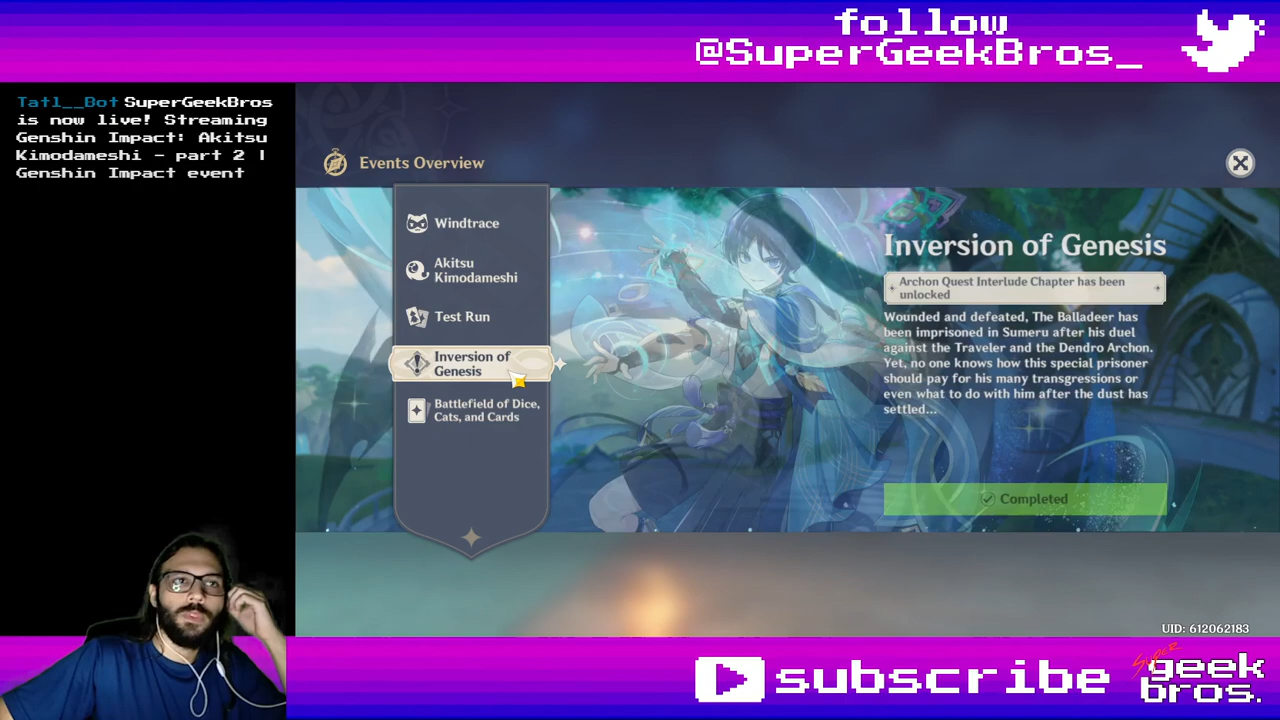 follow
@SuperGeekBros_
Tatl__Bot SuperGeekBros
is now live! Streaming
Genshin Impact: Akitsu
Kimodameshi - part 2 |
Genshin Impact event
Events Overview
Windtrace
Akitsu
Kimodameshi
Test Run
Inversion of
Genesis
Battlefield of Dice,
Cats, and Cards
Inversion of Genesis
Archon Quest Interlude Chapter has been
unlocked
Wounded and defeated, The Balladeer has
been imprisoned in Sumeru after his duel
against the Traveler and the Dendro Archon.
Yet, no one knows how this special prisoner
should pay for his many transgressions or
even what to do with him after the dust has
settled...
Completed
UID: 612062183
subscribe
SUPER
geek
bros.